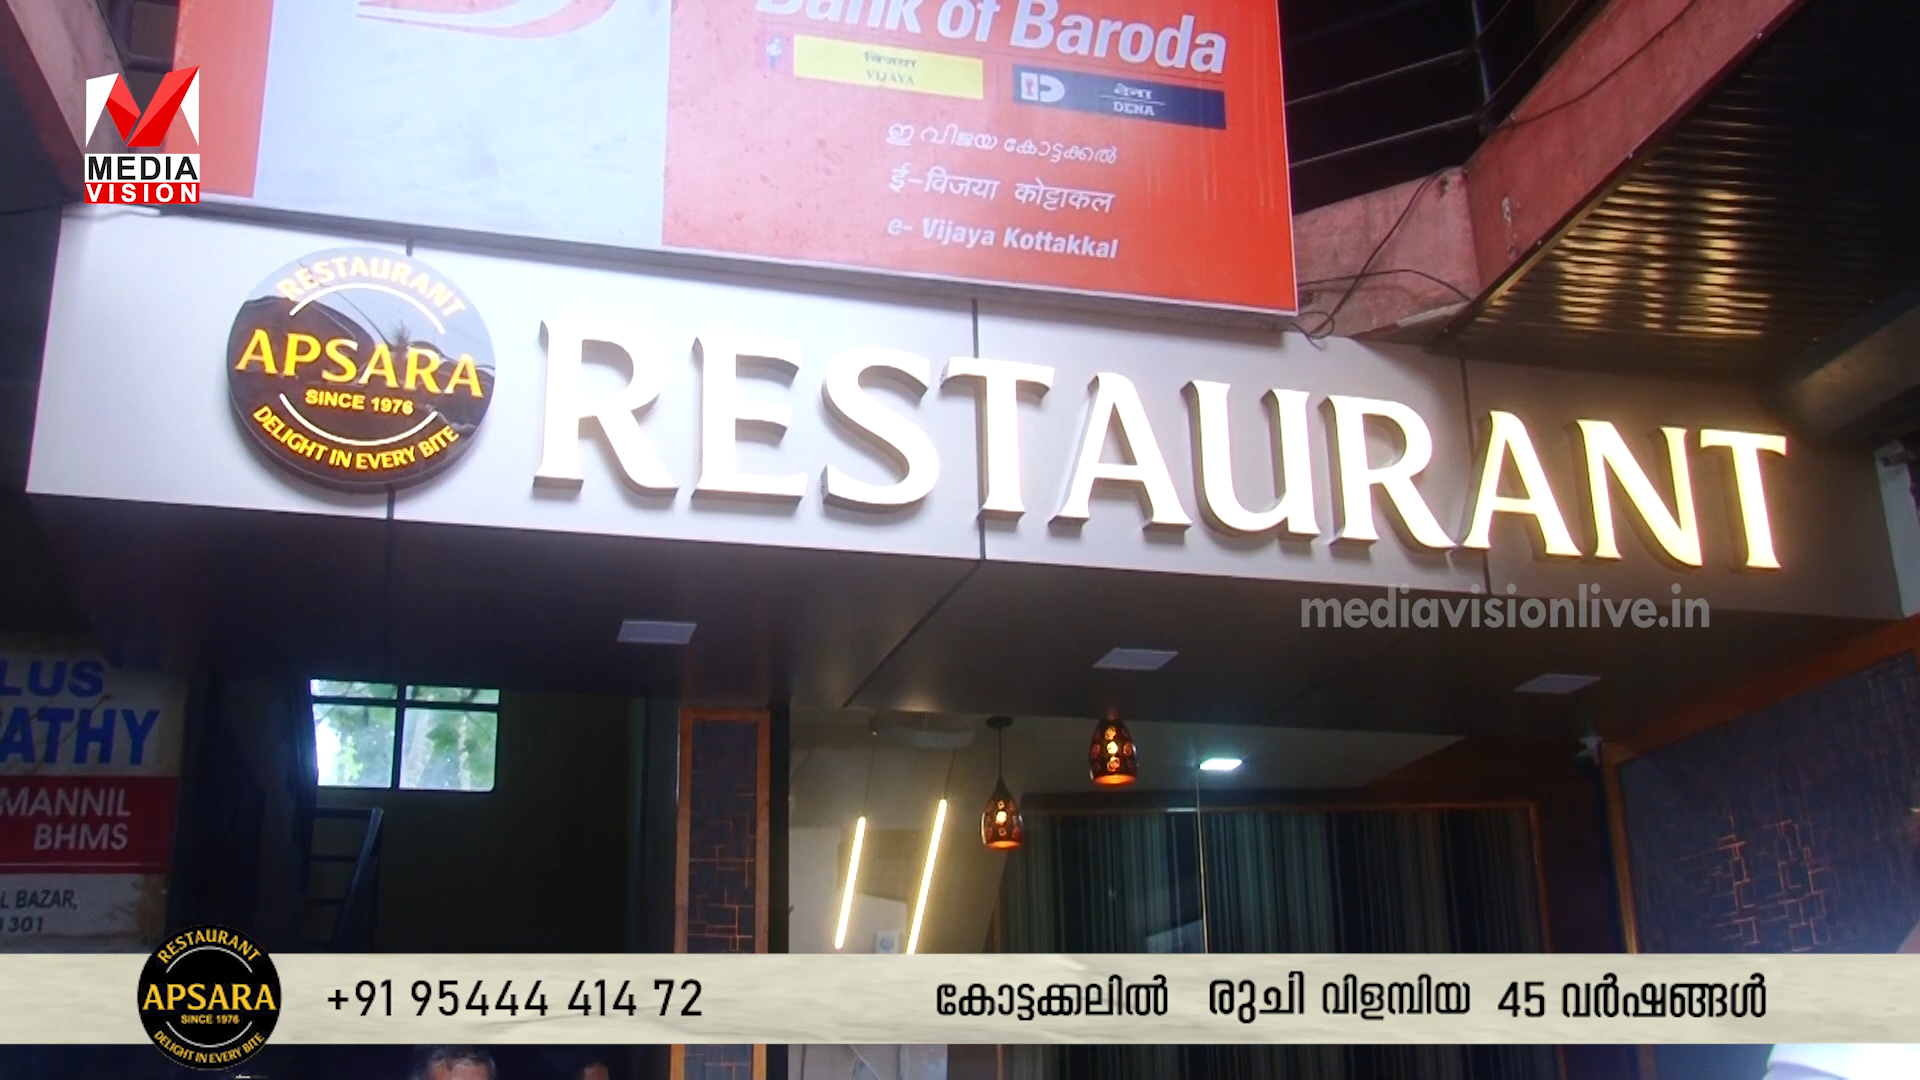 Bank of Baroda
विजया
VIJAYA
देना
DENA
ഇ വിജയ കോട്ടക്കൽ
ई-विजया कोट्टाकल
e- Vijaya Kottakkal
MEDIA
VISION
RESTAURANT
APSARA
SINCE 1976
DELIGHT IN EVERY BITE
RESTAURANT
mediavisionlive.in
LUS
ATHY
MANNIL
BHMS
L BAZAR,
1301
RESTAURANT
APSARA
SINCE 1976
DELIGHT IN EVERY BITE
+91 95444 414 72
കോട്ടക്കലിൽ രുചി വിളമ്പിയ 45 വർഷങ്ങൾ